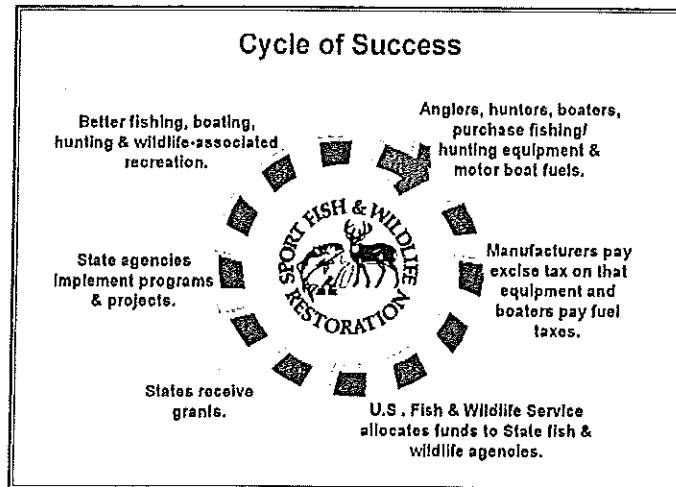 Cycle of Success
Anglers, hunters, boaters,
purchase fishing/
hunting equipment &
motor boat fuels.
Manufacturers pay
excise tax on that
equipment and
boaters pay fuel
taxes.
U.S. Fish & Wildlife Service
allocates funds to State fish &
wildlife agencies.
States receive
grants.
State agencies
implement programs
& projects.
Better fishing, boating,
hunting & wildlife-associated
recreation.
SPORT FISH & WILDLIFE
RESTORATION